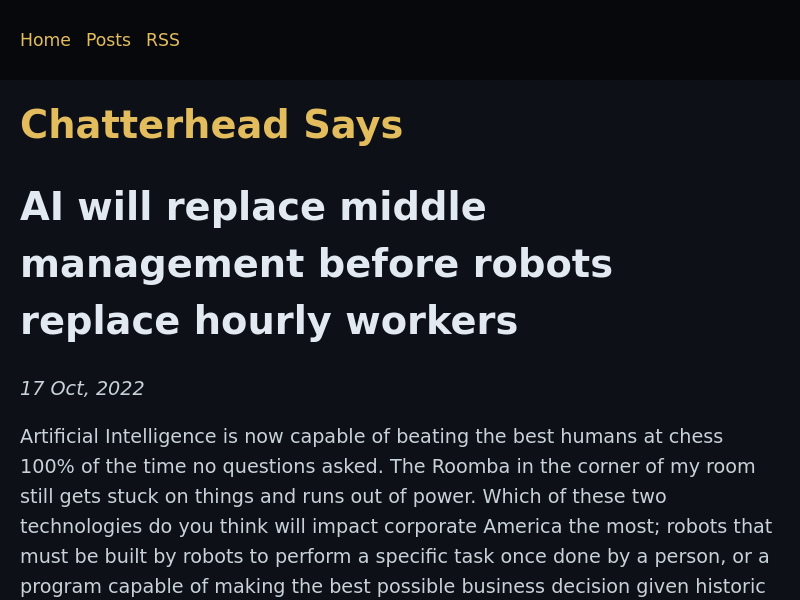 Home Posts RSS
Chatterhead Says
AI will replace middle
management before robots
replace hourly workers
17 Oct, 2022
Artificial Intelligence is now capable of beating the best humans at chess
100% of the time no questions asked. The Roomba in the corner of my room
still gets stuck on things and runs out of power. Which of these two
technologies do you think will impact corporate America the most; robots that
must be built by robots to perform a specific task once done by a person, or a
program capable of making the best possible business decision given historic